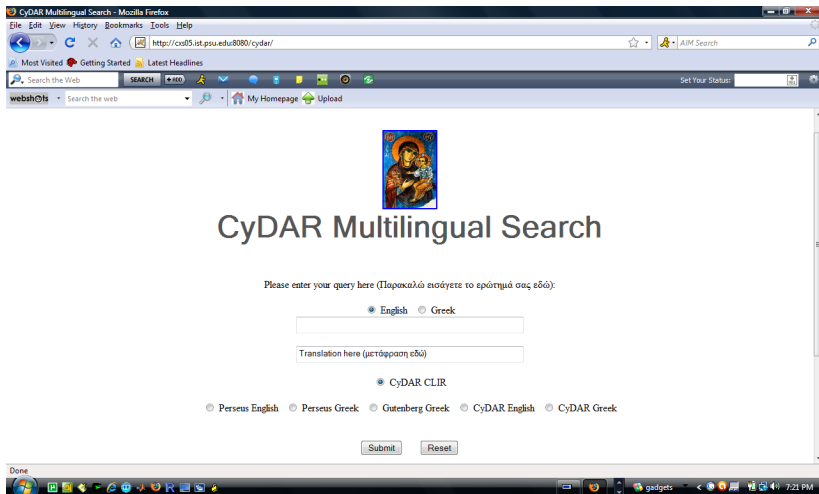 CyDAR Multilingual Search - Mozilla Firefox
File Edit View History Bookmarks Tools Help
http://cxs05.ist.psu.edu:8080/cydar/
AIM Search
Most Visited Getting Started Latest Headlines
Search the Web SEARCH +ADD Set Your Status:
webshots Search the web My Homepage Upload
CyDAR Multilingual Search
Please enter your query here (Παρακαλώ εισάγετε το ερώτημά σας εδώ):
English Greek
Translation here (μετάφραση εδώ)
CyDAR CLIR
Perseus English Perseus Greek Gutenberg Greek CyDAR English CyDAR Greek
Submit Reset
Done
gadgets 7:21 PM